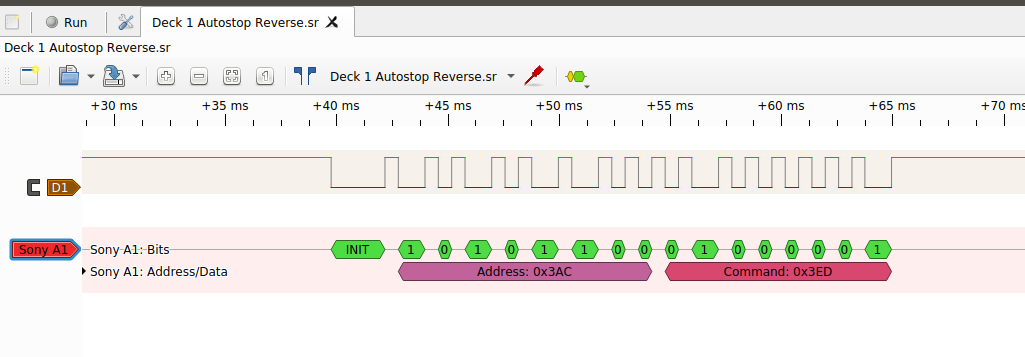 Run Deck 1 Autostop Reverse.sr
Deck 1 Autostop Reverse.sr
1 Deck 1 Autostop Reverse.sr
+30 ms +35 ms +40 ms +45 ms +50 ms +55 ms +60 ms +65 ms +70 ms
D1
Sony A1 Sony A1: Bits INIT 1 0 1 0 1 1 0 0 0 1 0 0 0 0 0 1
Sony A1: Address/Data Address: 0x3AC Command: 0x3ED